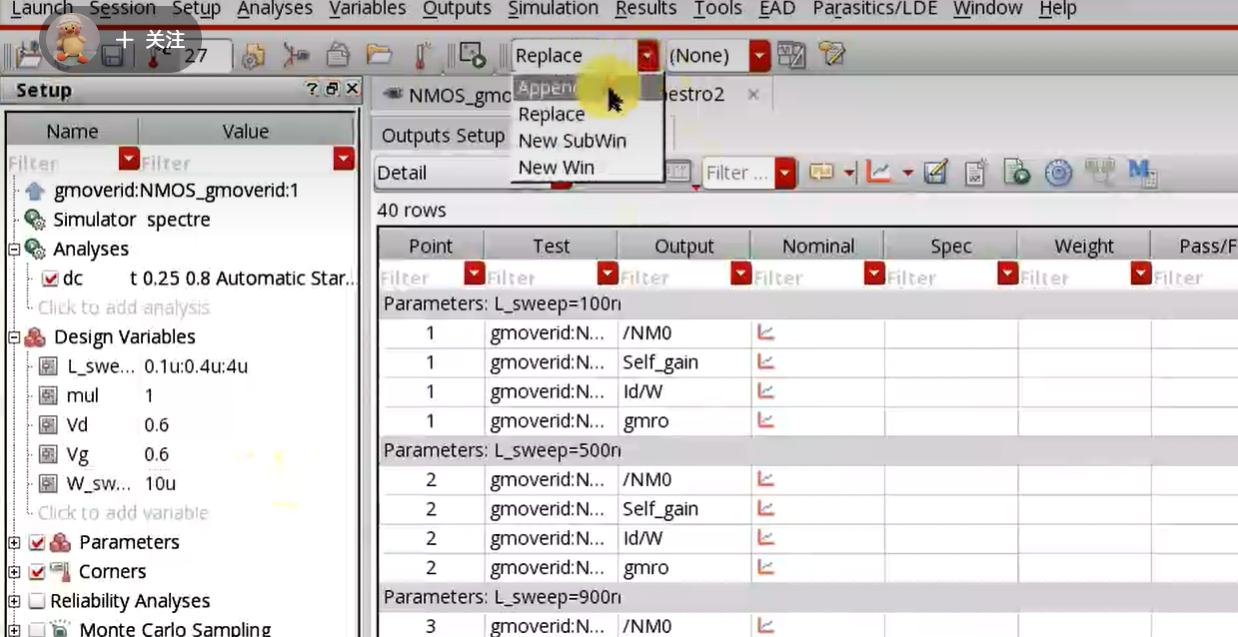 Launch Session Setup Analyses Variables Outputs Simulation Results Tools EAD Parasitics/LDE Window Help
+ 关注
27
Replace
(None)
Append
Replace
New SubWin
New Win
Setup
Name Value
Filter Filter
gmoverid:NMOS_gmoverid:1
Simulator spectre
Analyses
dc t 0.25 0.8 Automatic Star...
Click to add analysis
Design Variables
L_swe... 0.1u:0.4u:4u
mul 1
Vd 0.6
Vg 0.6
W_sw... 10u
Click to add variable
Parameters
Corners
Reliability Analyses
Monte Carlo Sampling
NMOS_gmo
estro2
Outputs Setup
Detail
Filter ...
40 rows
Point Test Output Nominal Spec Weight Pass/F
Filter Filter Filter Filter Filter Filter Filter
Parameters: L_sweep=100n
1 gmoverid:N... /NM0
1 gmoverid:N... Self_gain
1 gmoverid:N... Id/W
1 gmoverid:N... gmro
Parameters: L_sweep=500n
2 gmoverid:N... /NM0
2 gmoverid:N... Self_gain
2 gmoverid:N... Id/W
2 gmoverid:N... gmro
Parameters: L_sweep=900n
3 gmoverid:N... /NM0